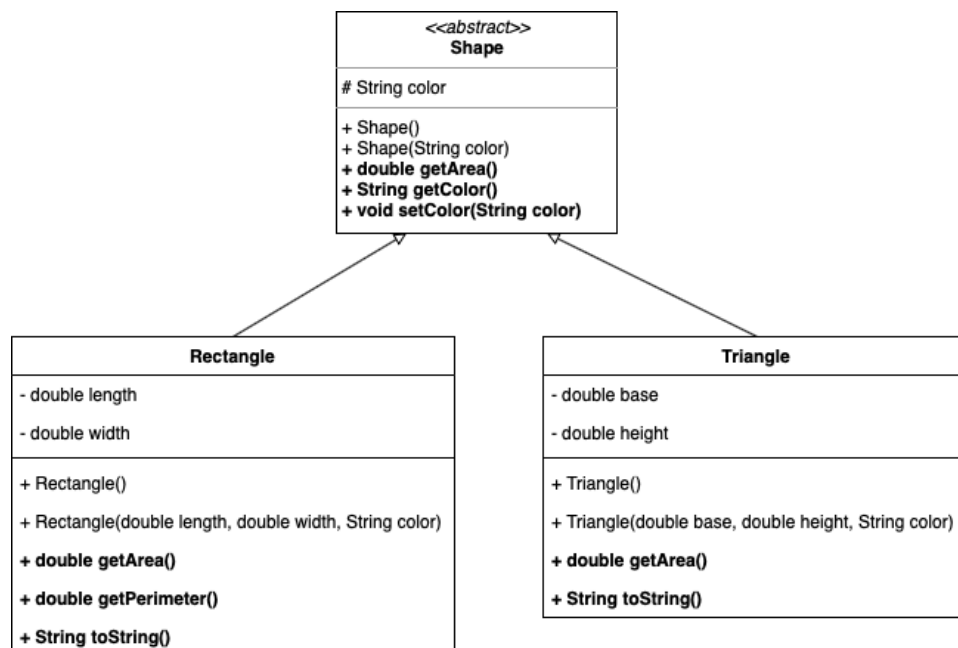 <<abstract>>
Shape
# String color
+ Shape()
+ Shape(String color)
+ double getArea()
+ String getColor()
+ void setColor(String color)
Rectangle
- double length
- double width
+ Rectangle()
+ Rectangle(double length, double width, String color)
+ double getArea()
+ double getPerimeter()
+ String toString()
Triangle
- double base
- double height
+ Triangle()
+ Triangle(double base, double height, String color)
+ double getArea()
+ String toString()